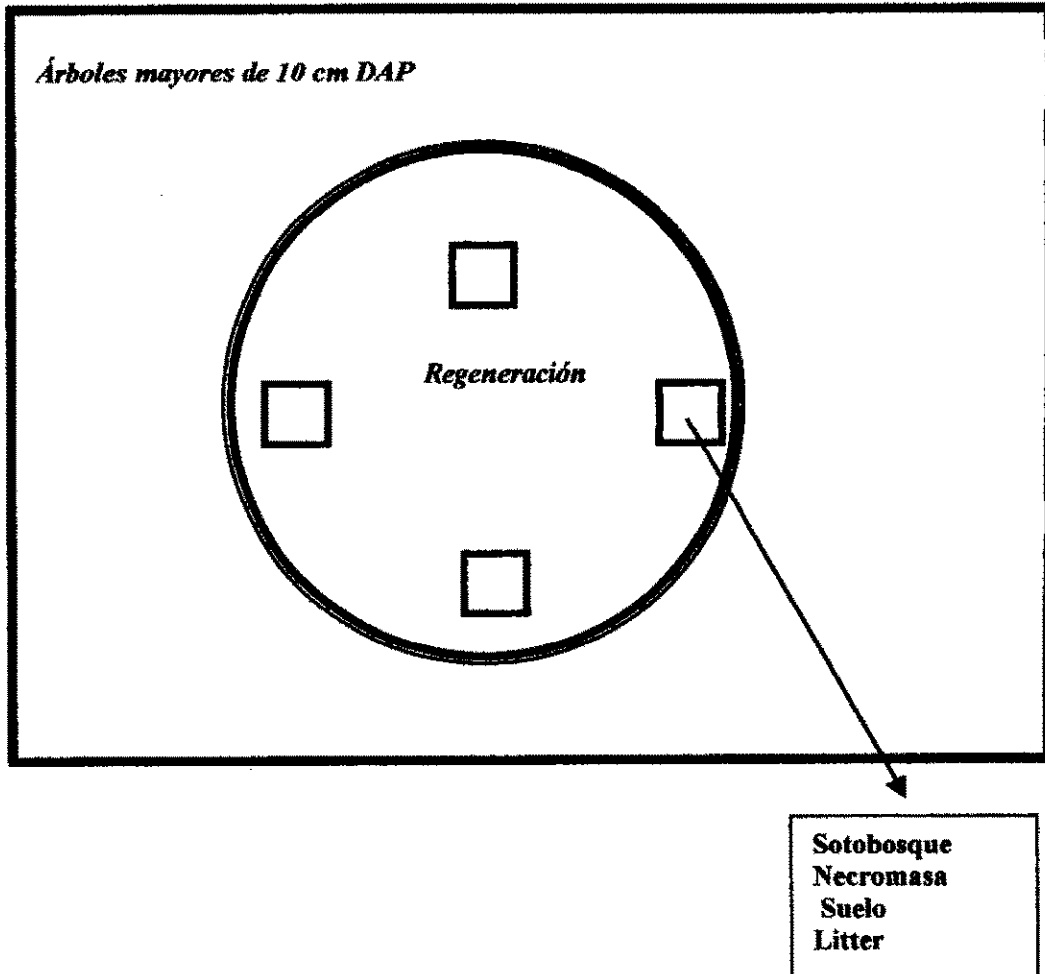 Árboles mayores de 10 cm DAP
Regeneración
Sotobosque
Necromasa
Suelo
Litter